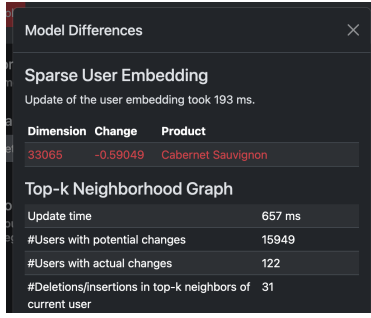 Model Differences
Sparse User Embedding
Update of the user embedding took 193 ms.
Dimension Change Product
33065 -0.59049 Cabernet Sauvignon
Top-k Neighborhood Graph
Update time 657 ms
#Users with potential changes 15949
#Users with actual changes 122
#Deletions/insertions in top-k neighbors of 31
current user